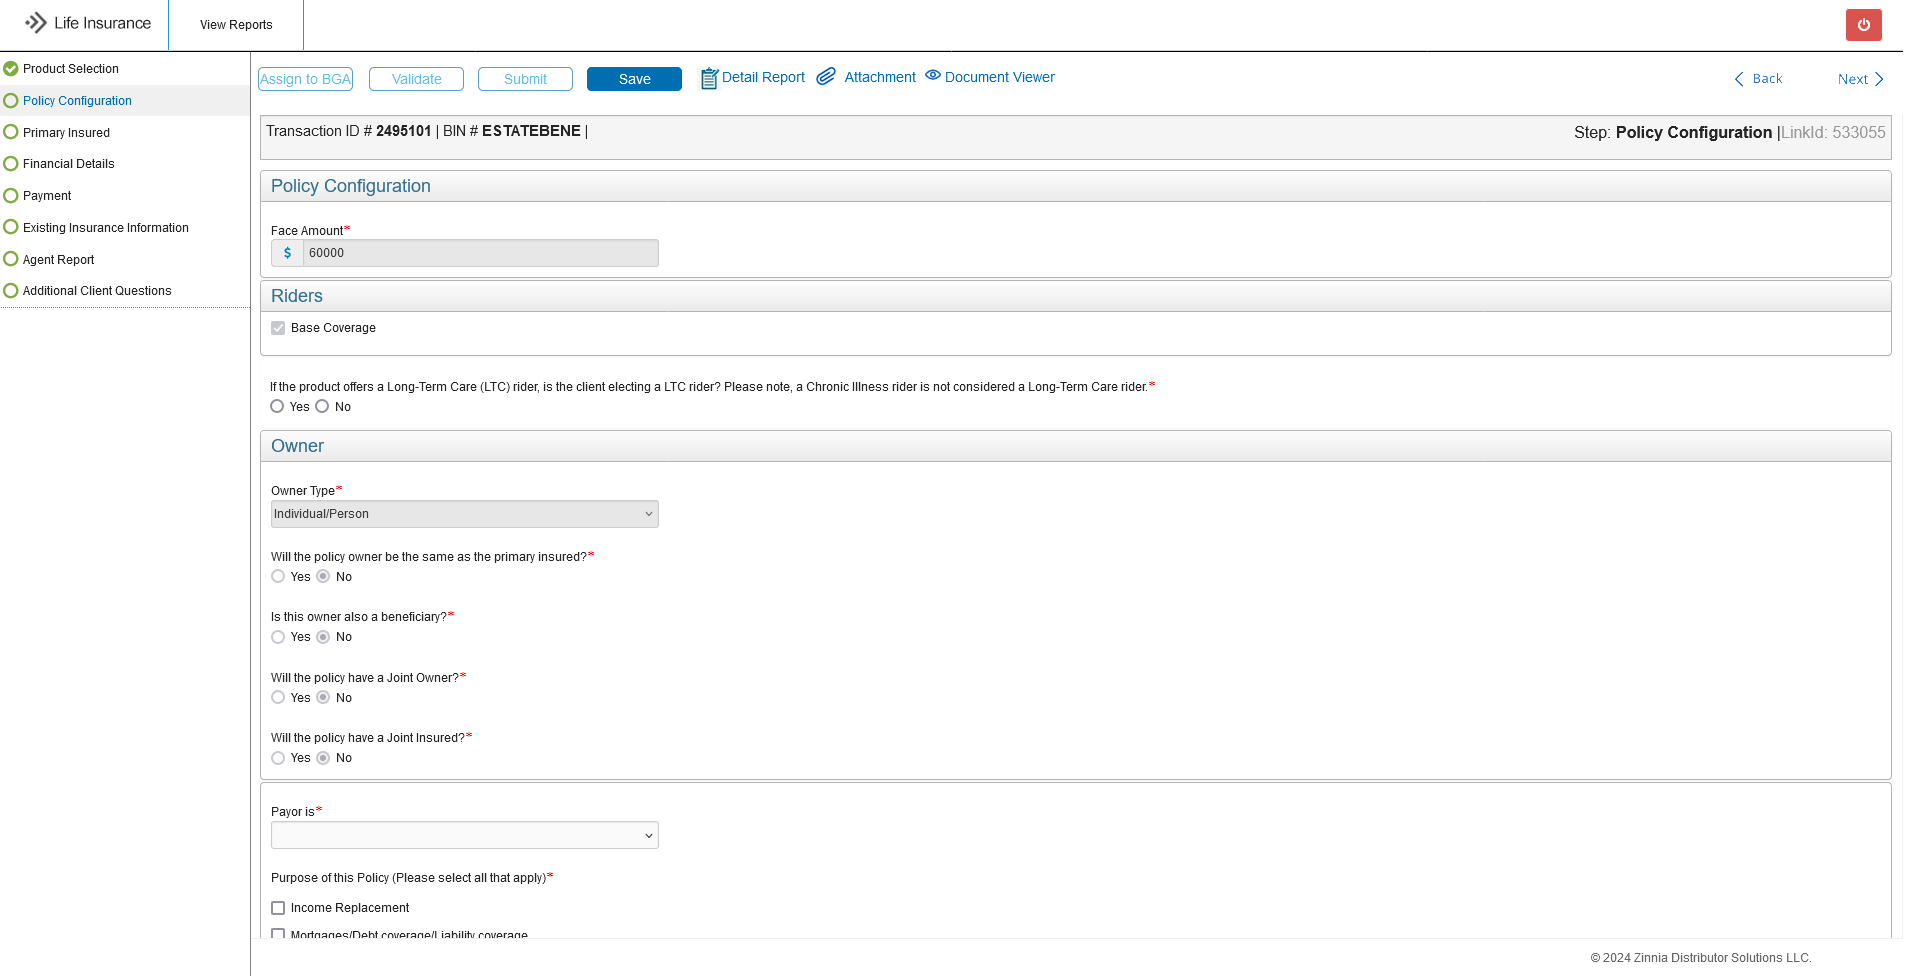 Life Insurance
View Reports
Product Selection
Policy Configuration
Primary Insured
Financial Details
Payment
Existing Insurance Information
Agent Report
Additional Client Questions
Assign to BGA Validate Submit Save Detail Report Attachment Document Viewer Back Next
Transaction ID # 2495101 | BIN # ESTATEBENE |
Step: Policy Configuration |LinkId: 533055
Policy Configuration
Face Amount*
$ 60000
Riders
Base Coverage
If the product offers a Long-Term Care (LTC) rider, is the client electing a LTC rider? Please note, a Chronic Illness rider is not considered a Long-Term Care rider.*
Yes No
Owner
Owner Type*
Individual/Person
Will the policy owner be the same as the primary insured?*
Yes No
Is this owner also a beneficiary?*
Yes No
Will the policy have a Joint Owner?*
Yes No
Will the policy have a Joint Insured?*
Yes No
Payor is*
Purpose of this Policy (Please select all that apply)*
Income Replacement
Mortgages/Debt coverage/Liability coverage
© 2024 Zinnia Distributor Solutions LLC.